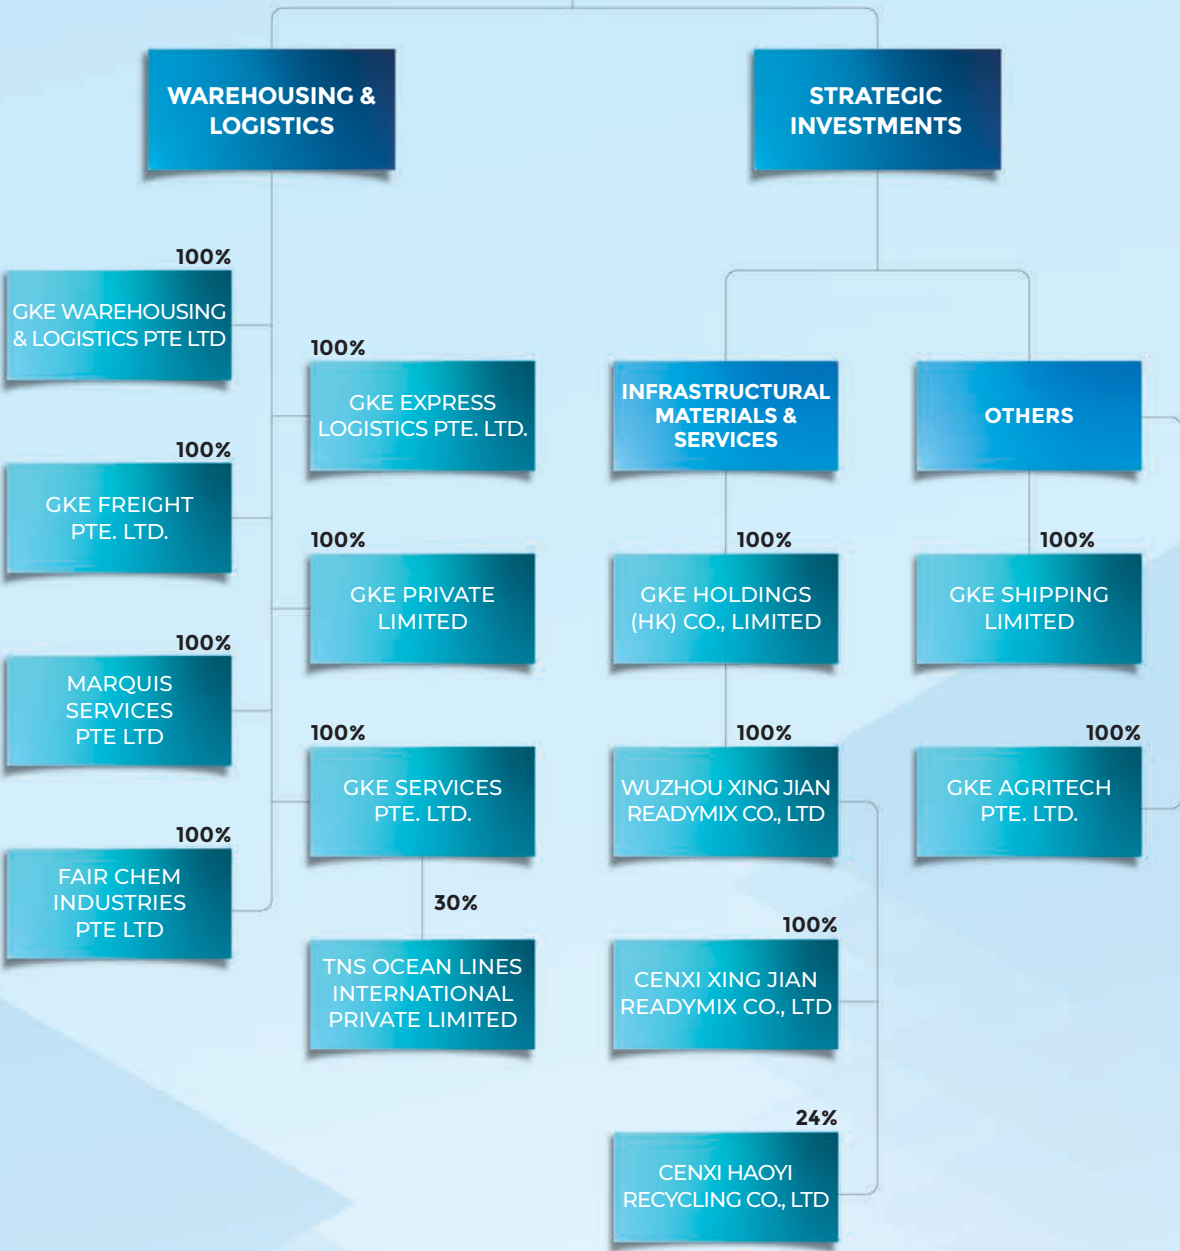 WAREHOUSING &
LOGISTICS
STRATEGIC
INVESTMENTS
100%
GKE WAREHOUSING
& LOGISTICS PTE LTD
100%
GKE EXPRESS
LOGISTICS PTE. LTD.
100%
GKE FREIGHT
PTE. LTD.
100%
GKE PRIVATE
LIMITED
100%
MARQUIS
SERVICES
PTE LTD
100%
GKE SERVICES
PTE. LTD.
100%
FAIR CHEM
INDUSTRIES
PTE LTD
30%
TNS OCEAN LINES
INTERNATIONAL
PRIVATE LIMITED
INFRASTRUCTURAL
MATERIALS &
SERVICES
OTHERS
100%
GKE HOLDINGS
(HK) CO., LIMITED
100%
GKE SHIPPING
LIMITED
100%
WUZHOU XING JIAN
READYMIX CO., LTD
100%
GKE AGRITECH
PTE. LTD.
100%
CENXI XING JIAN
READYMIX CO., LTD
24%
CENXI HAOYI
RECYCLING CO., LTD